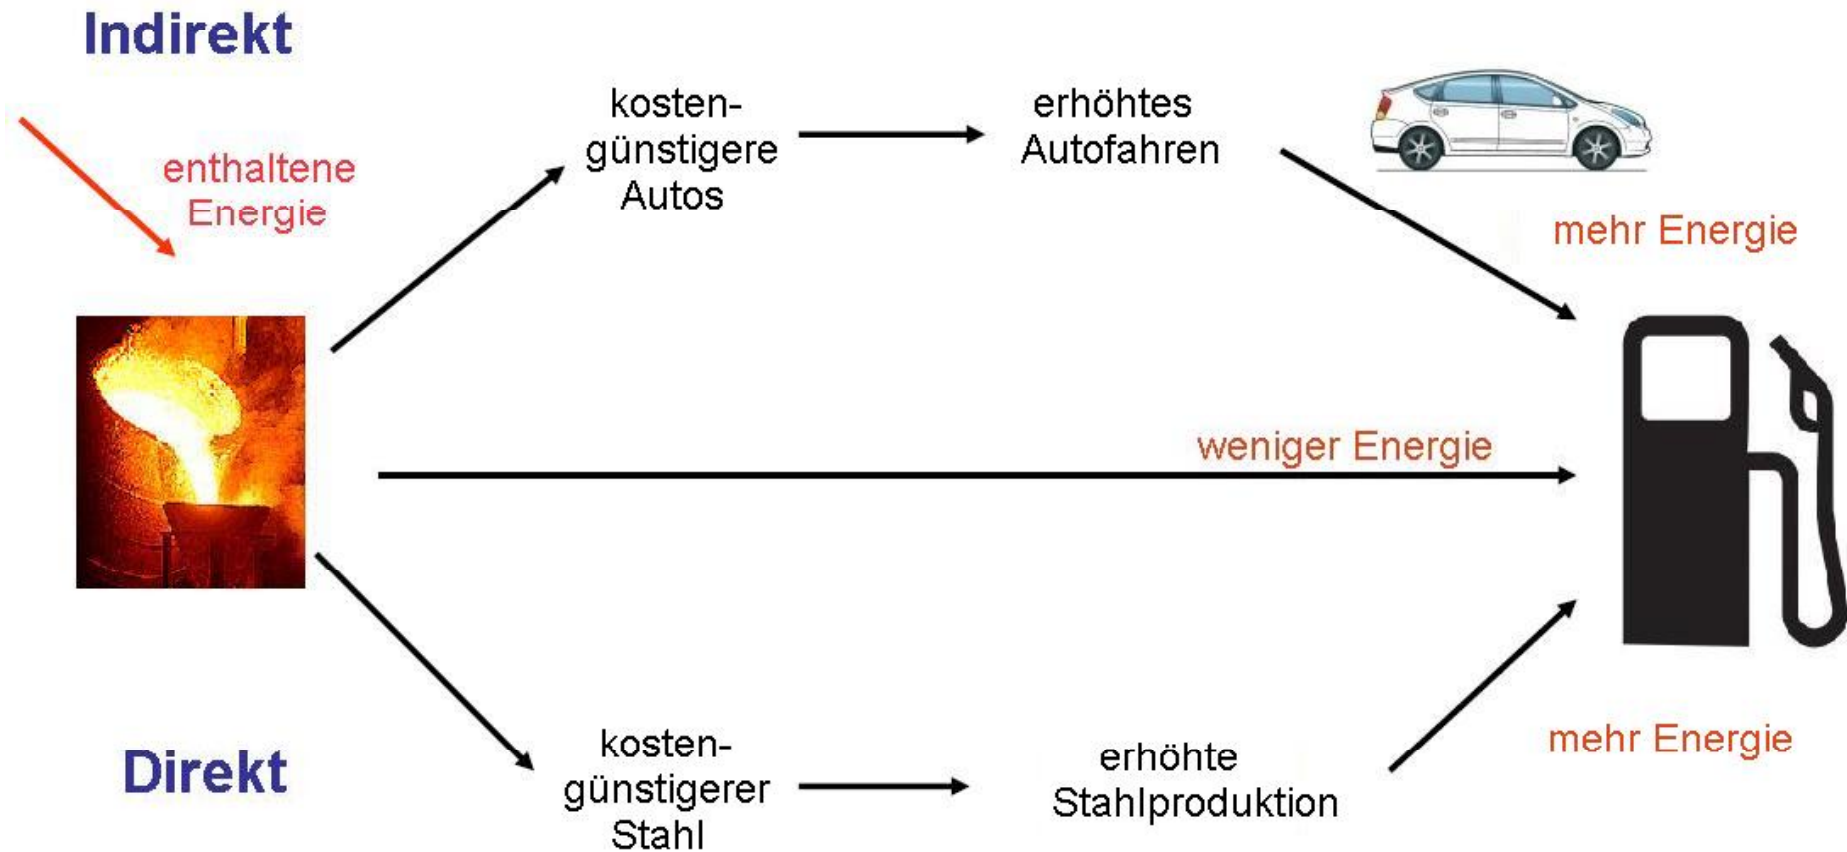 Indirekt
enthaltene
Energie
kosten-
günstigere
Autos
erhöhtes
Autofahren
mehr Energie
weniger Energie
Direkt
kosten-
günstigerer
Stahl
erhöhte
Stahlproduktion
mehr Energie